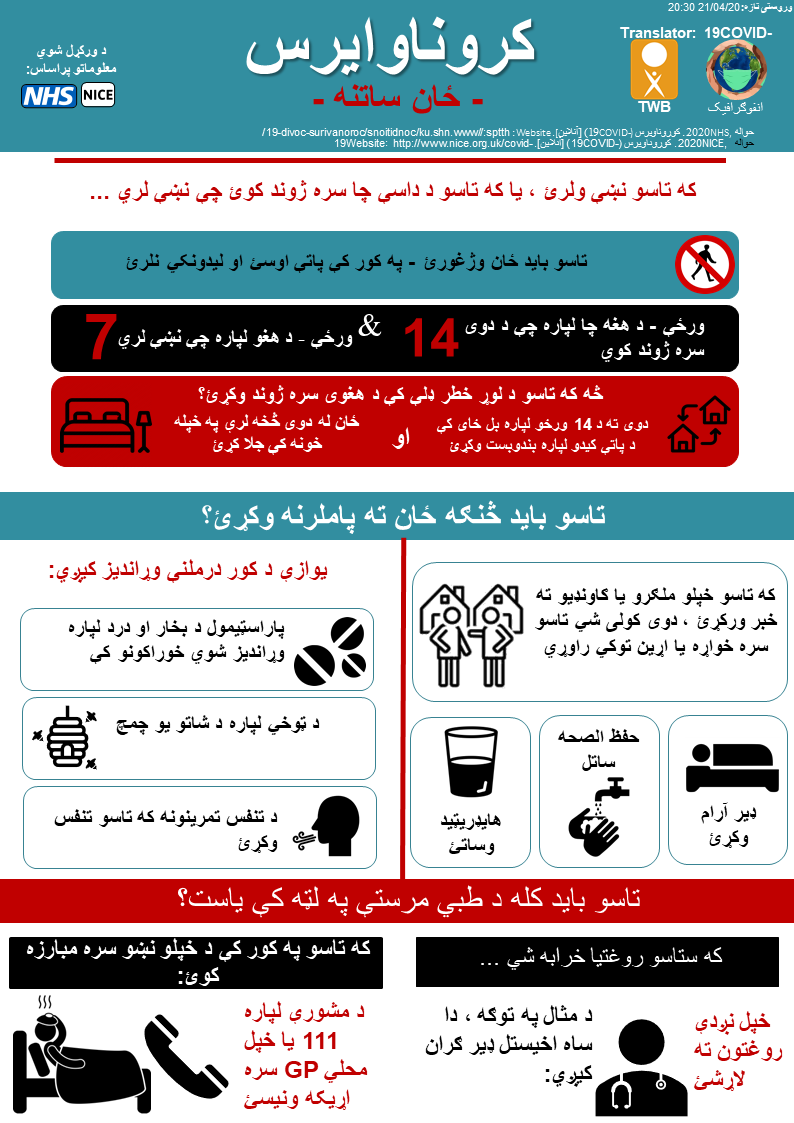 وروستی تازه: 21/04/20 20:30
کروناوایرس
- ځان ساتنه -
Translator: 19COVID-
TWB
انفوګرافیک
د ورکړل شوي
معلوماتو پراساس:
NHS
NICE
حواله NHS, 2020. کوروناویرس (-19COVID) [آنلاین]. Website: sptth://www.nhs.uk/conditions/coronavirus-covid-19/
حواله NICE, 2020. کوروناویرس (-19COVID) [آنلاین]. 19Website: http://www.nice.org.uk/covid-
که تاسو نښې ولرئ ، یا که تاسو د داسې چا سره ژوند کوئ چې نښې لري ...
تاسو باید ځان وژغورئ - په کور کې پاتې اوسئ او لیدونکي نلرئ
14 ورځې - د هغه چا لپاره چې د دوی
سره ژوند کوي
&
7 ورځې - د هغو لپاره چې نښې لري
څه که تاسو د لوړ خطر ډلې کې د هغوی سره ژوند وکړئ؟
دوی ته د 14 ورځو لپاره بل ځای کې
د پاتې کیدو لپاره بندوبست وکړئ
او
ځان له دوی څخه لرې په خپله
خونه کې جلا کړئ
تاسو باید څنګه ځان ته پاملرنه وکړئ؟
که تاسو خپلو ملګرو یا ګاونډیو ته
خبر ورکړئ ، دوی کولی شي تاسو
سره خواړه یا اړین توکي راوړي
ډیر آرام
وکړئ
حفظ الصحه
ساتل
هایډریټیډ
وساتئ
یوازې د کور درملنې وړاندیز کیږي:
پاراسټیمول د بخار او درد لپاره
وړاندیز شوي خوراکونو کې
د ټوخي لپاره د شاتو یو چمچ
د تنفس تمرینونه که تاسو تنفس
وکړئ
تاسو باید کله د طبي مرستې په لټه کې یاست؟
که ستاسو روغتیا خرابه شي ...
خپل نږدې
روغتون ته
لاړشئ
د مثال په توګه ، دا
ساه اخیستل ډیر ګران
کیږي:
که تاسو په کور کې د خپلو نښو سره مبارزه
کوئ:
د مشورې لپاره
111 یا خپل
محلي GP سره
اړیکه ونیسئ